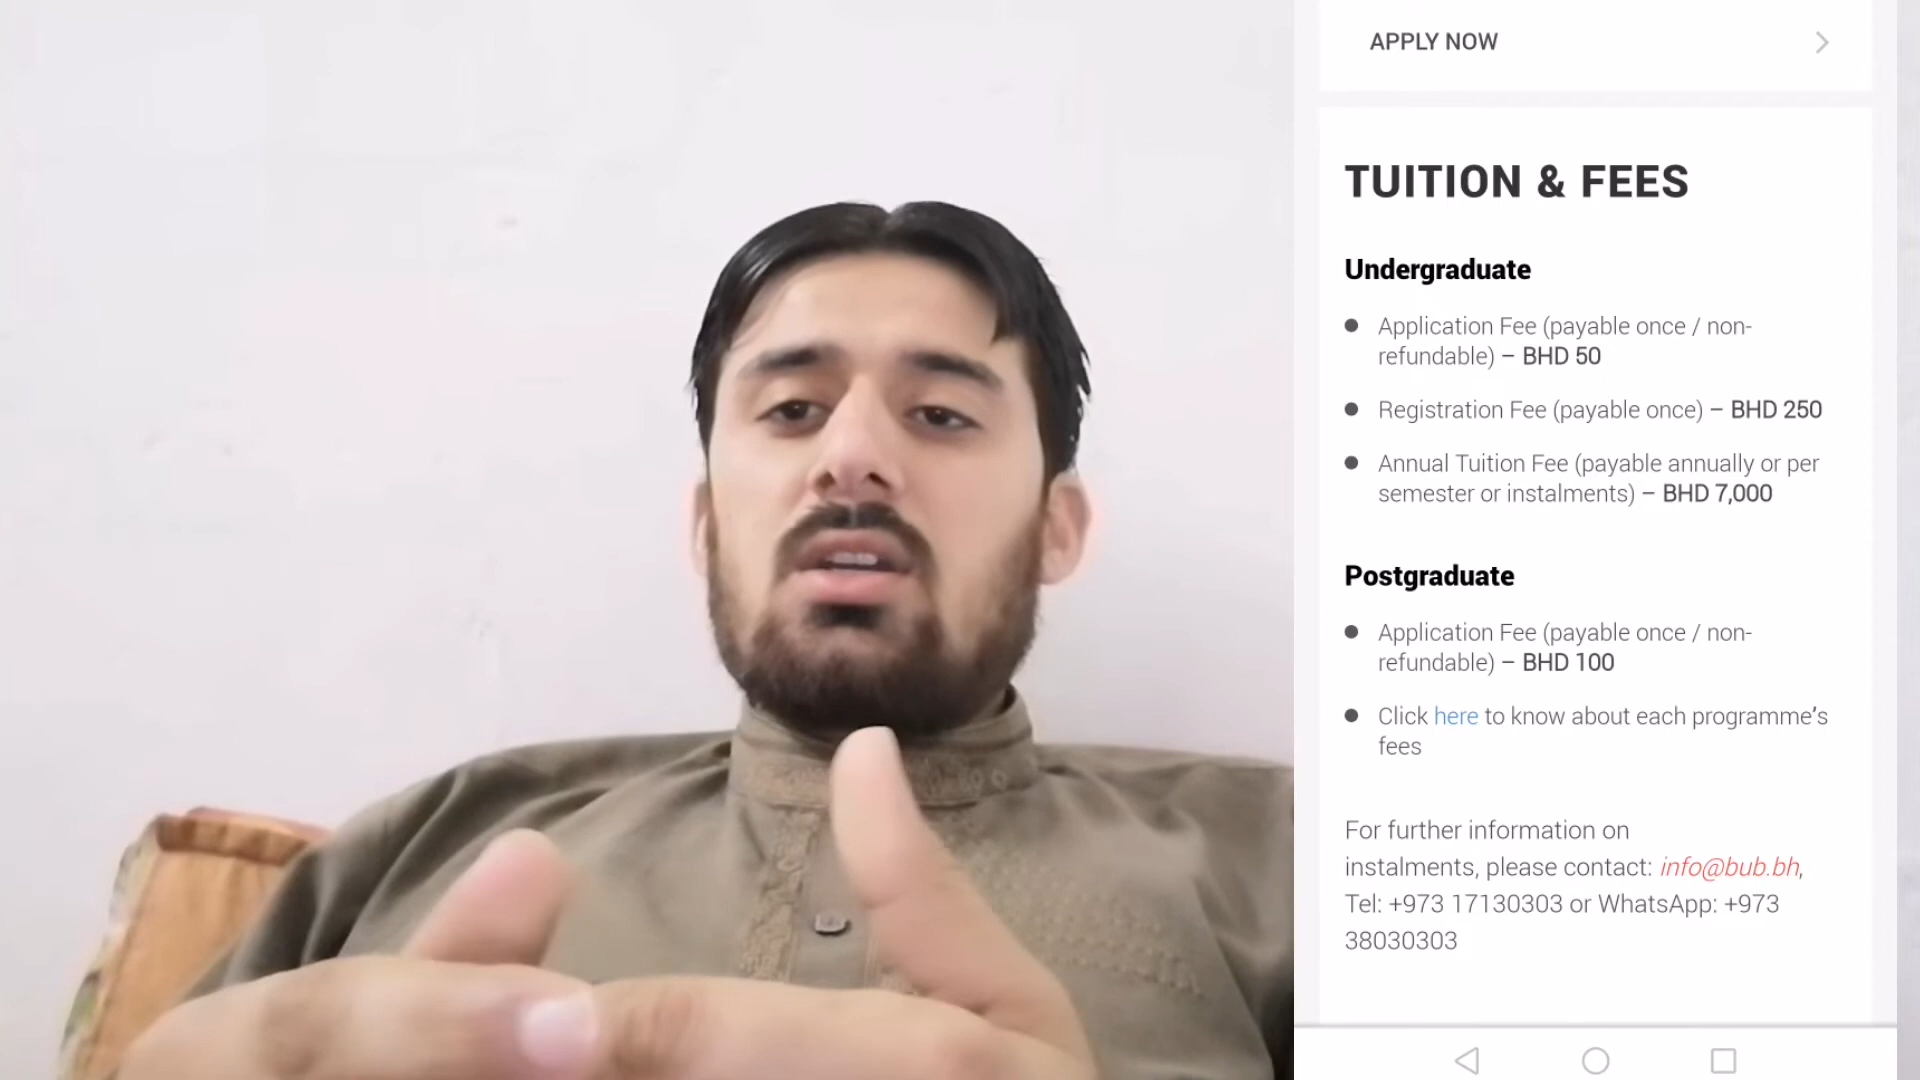 APPLY NOW
TUITION & FEES
Undergraduate
Application Fee (payable once / non-
refundable) – BHD 50
Registration Fee (payable once) – BHD 250
Annual Tuition Fee (payable annually or per
semester or instalments) – BHD 7,000
Postgraduate
Application Fee (payable once / non-
refundable) – BHD 100
Click here to know about each programme's
fees
For further information on
instalments, please contact: info@bub.bh,
Tel: +973 17130303 or WhatsApp: +973
38030303